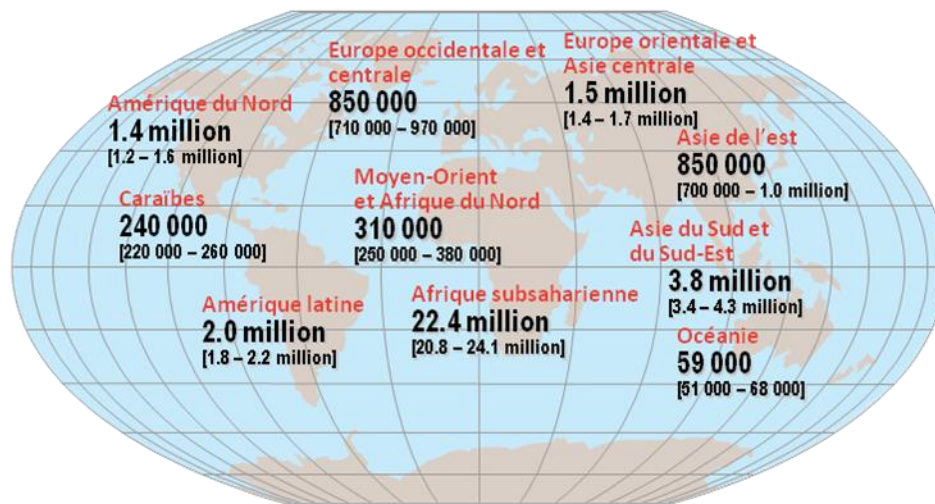 Europe occidentale et
centrale
850 000
[710 000 – 970 000]
Europe orientale et
Asie centrale
1.5 million
[1.4 – 1.7 million]
Amérique du Nord
1.4 million
[1.2 – 1.6 million]
Asie de l'est
850 000
[700 000 – 1.0 million]
Caraïbes
240 000
[220 000 – 260 000]
Moyen-Orient
et Afrique du Nord
310 000
[250 000 – 380 000]
Asie du Sud et
du Sud-Est
3.8 million
[3.4 – 4.3 million]
Amérique latine
2.0 million
[1.8 – 2.2 million]
Afrique subsaharienne
22.4 million
[20.8 – 24.1 million]
Océanie
59 000
[51 000 – 68 000]